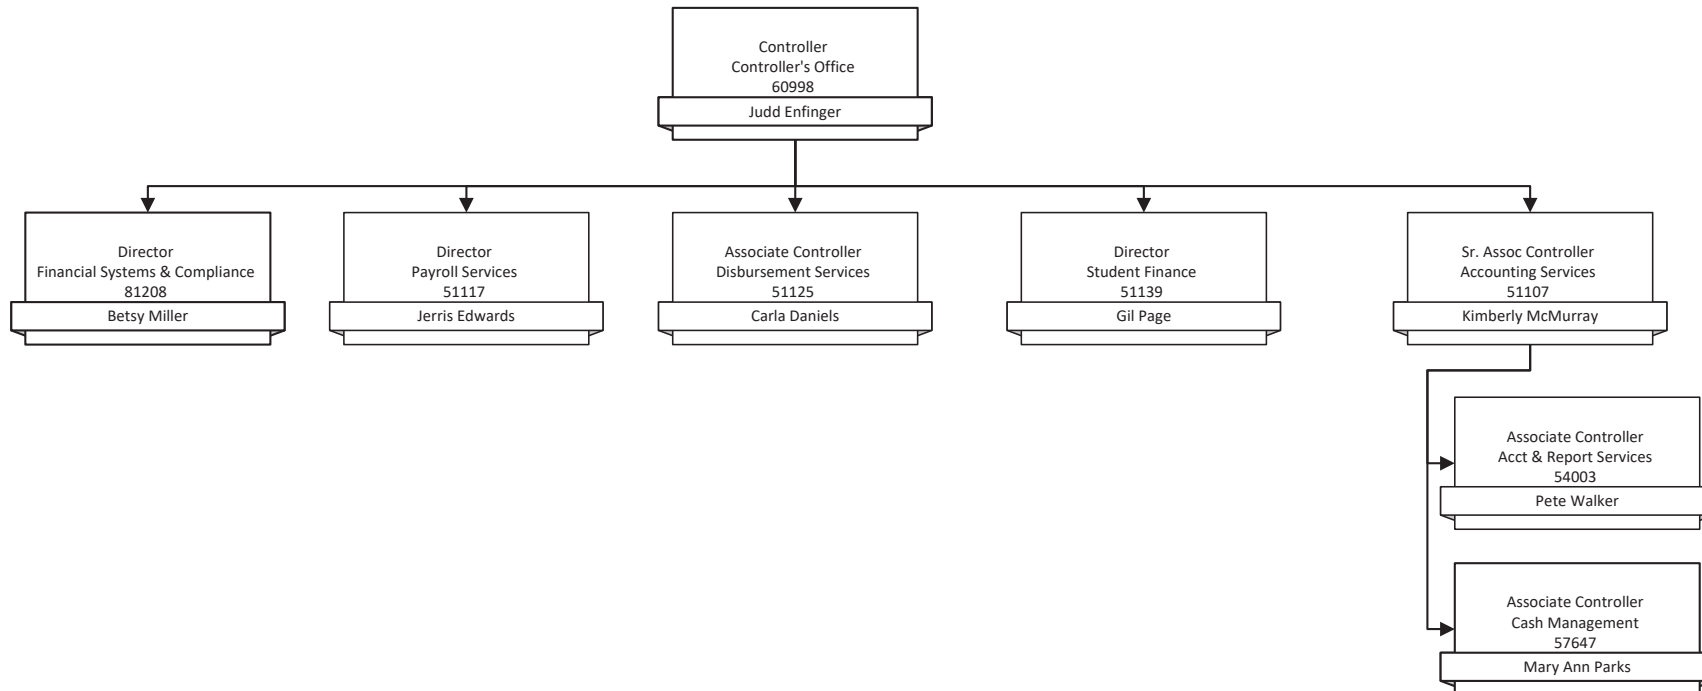 Controller
Controller's Office
60998
Judd Enfinger
Director
Financial Systems & Compliance
81208
Betsy Miller
Director
Payroll Services
51117
Jerris Edwards
Associate Controller
Disbursement Services
51125
Carla Daniels
Director
Student Finance
51139
Gil Page
Sr. Assoc Controller
Accounting Services
51107
Kimberly McMurray
Associate Controller
Acct & Report Services
54003
Pete Walker
Associate Controller
Cash Management
57647
Mary Ann Parks